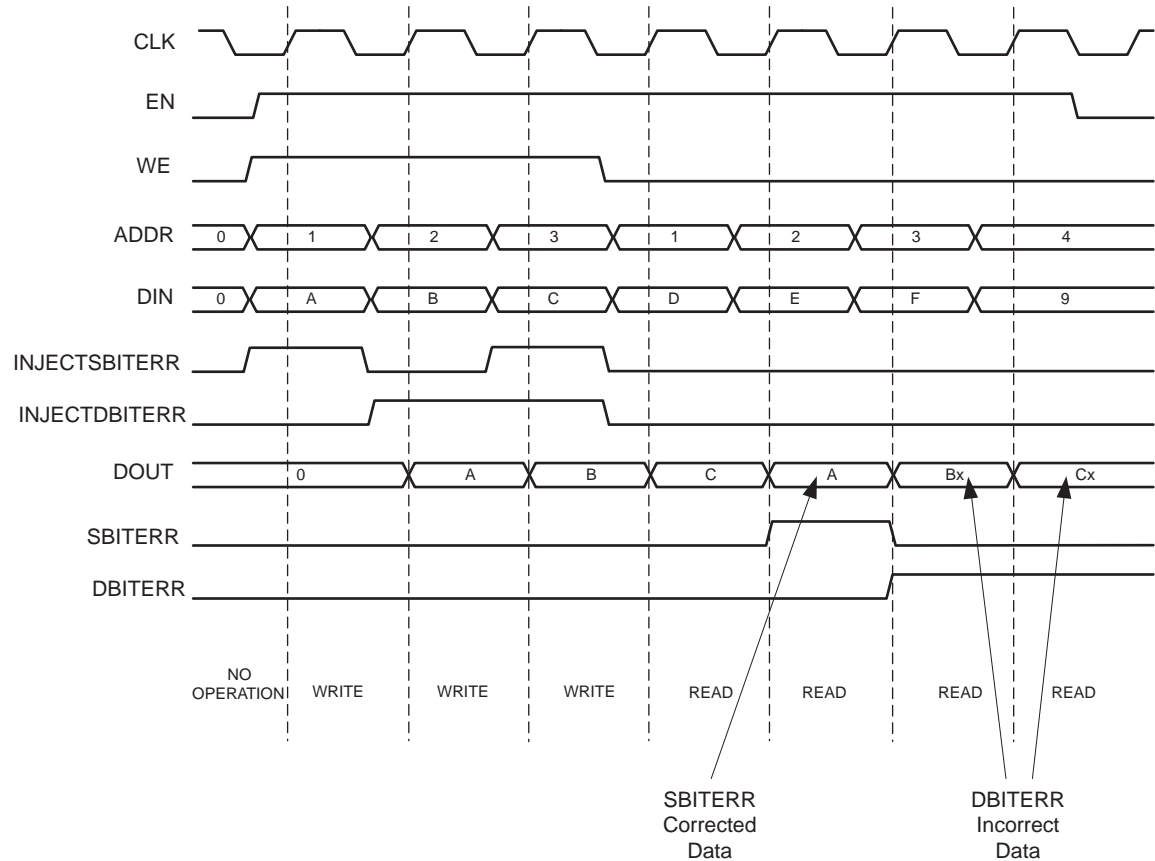 CLK
EN
WE
ADDR 0 1 2 3 1 2 3 4
DIN 0 A B C D E F 9
INJECTSBITERR
INJECTDBITERR
DOUT 0 A B C A Bx Cx
SBITERR
DBITERR
NO
OPERATION WRITE WRITE WRITE READ READ READ READ
SBITERR
Corrected
Data
DBITERR
Incorrect
Data